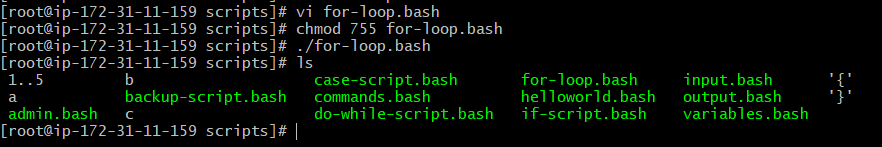 [root@ip-172-31-11-159 scripts]# vi for-loop.bash
[root@ip-172-31-11-159 scripts]# chmod 755 for-loop.bash
[root@ip-172-31-11-159 scripts]# ./for-loop.bash
[root@ip-172-31-11-159 scripts]# ls
1..5 b case-script.bash for-loop.bash input.bash '{'
a backup-script.bash commands.bash helloworld.bash output.bash '}'
admin.bash c do-while-script.bash if-script.bash variables.bash
[root@ip-172-31-11-159 scripts]#